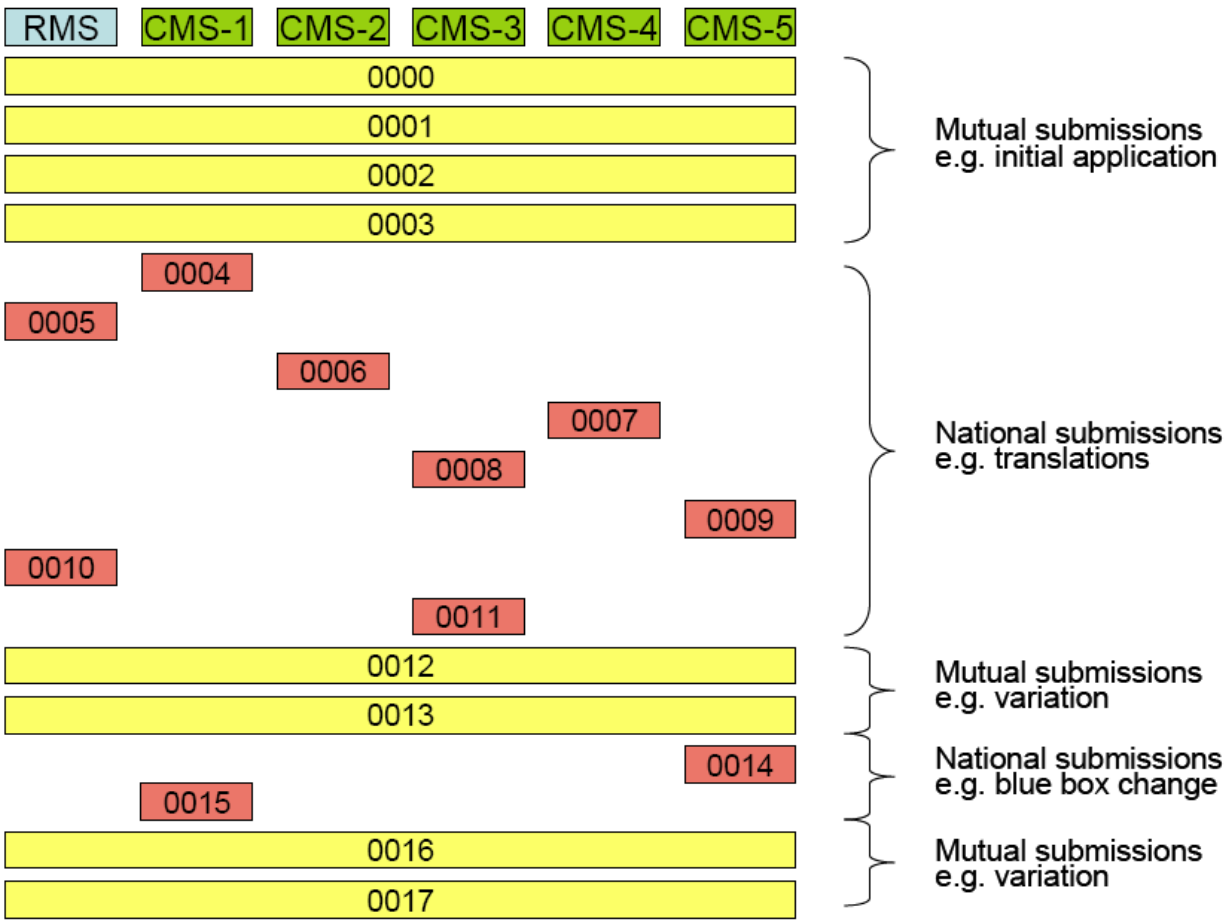 RMS CMS-1 CMS-2 CMS-3 CMS-4 CMS-5
0000
0001
0002
0003
Mutual submissions
e.g. initial application
0004
0005
0006
0007
0008
0009
0010
0011
National submissions
e.g. translations
0012
0013
Mutual submissions
e.g. variation
0014
0015
National submissions
e.g. blue box change
0016
0017
Mutual submissions
e.g. variation